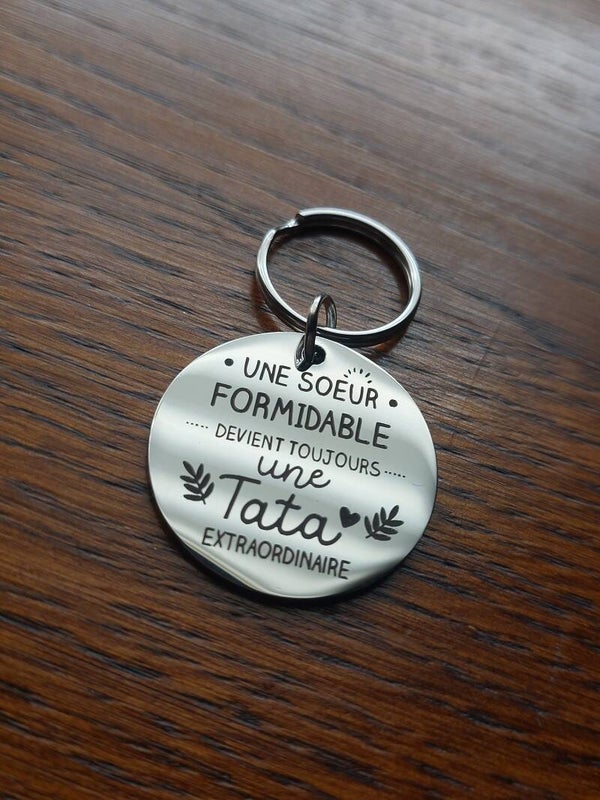 UNE SOEUR
FORMIDABLE
DEVIENT TOUJOURS
une
Tata
EXTRAORDINAIRE